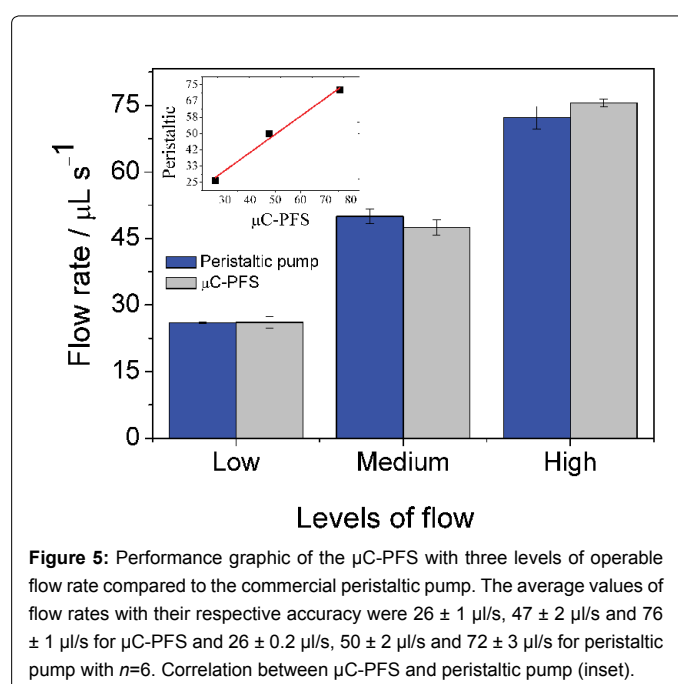 75
60
45
30
15
0
Flow rate / µL s⁻¹
75
67
58
50
42
33
25
Peristaltic
30 40 50 60 70 80
µC-PFS
Peristaltic pump
µC-PFS
Low Medium High
Levels of flow
Figure 5: Performance graphic of the µC-PFS with three levels of operable
flow rate compared to the commercial peristaltic pump. The average values of
flow rates with their respective accuracy were 26 ± 1 µl/s, 47 ± 2 µl/s and 76
± 1 µl/s for µC-PFS and 26 ± 0.2 µl/s, 50 ± 2 µl/s and 72 ± 3 µl/s for peristaltic
pump with n=6. Correlation between µC-PFS and peristaltic pump (inset).